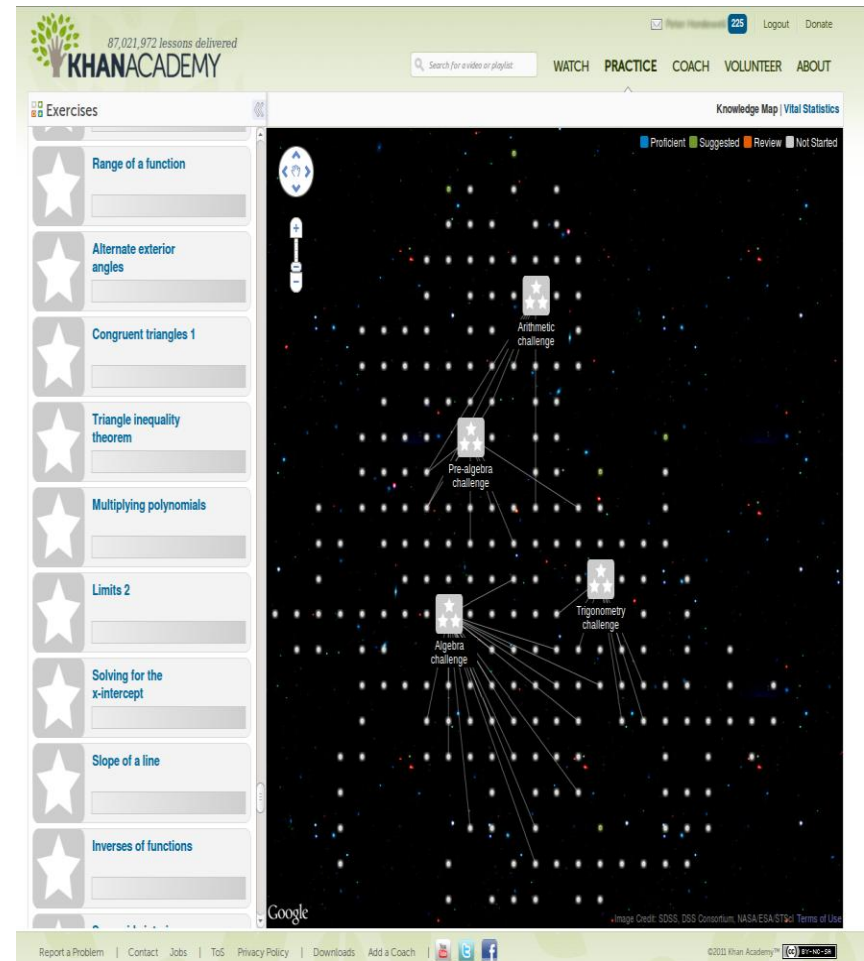 87,021,972 lessons delivered
KHANACADEMY
225 Logout Donate
Search for a video or playlist.
WATCH PRACTICE COACH VOLUNTEER ABOUT
Exercises
Knowledge Map | Vital Statistics
Proficient Suggested Review Not Started
Range of a function
Alternate exterior
angles
Congruent triangles 1
Triangle inequality
theorem
Multiplying polynomials
Limits 2
Solving for the
x-intercept
Slope of a line
Inverses of functions
Arithmetic
challenge
Pre-algebra
challenge
Trigonometry
challenge
Algebra
challenge
Google
Image Credit: SDSS, DSS Consortium, NASA/ESA/STScI Terms of Use
Report a Problem | Contact Jobs | ToS Privacy Policy | Downloads Add a Coach |
©2011 Khan Academy™ (cc) BY-NC-SA